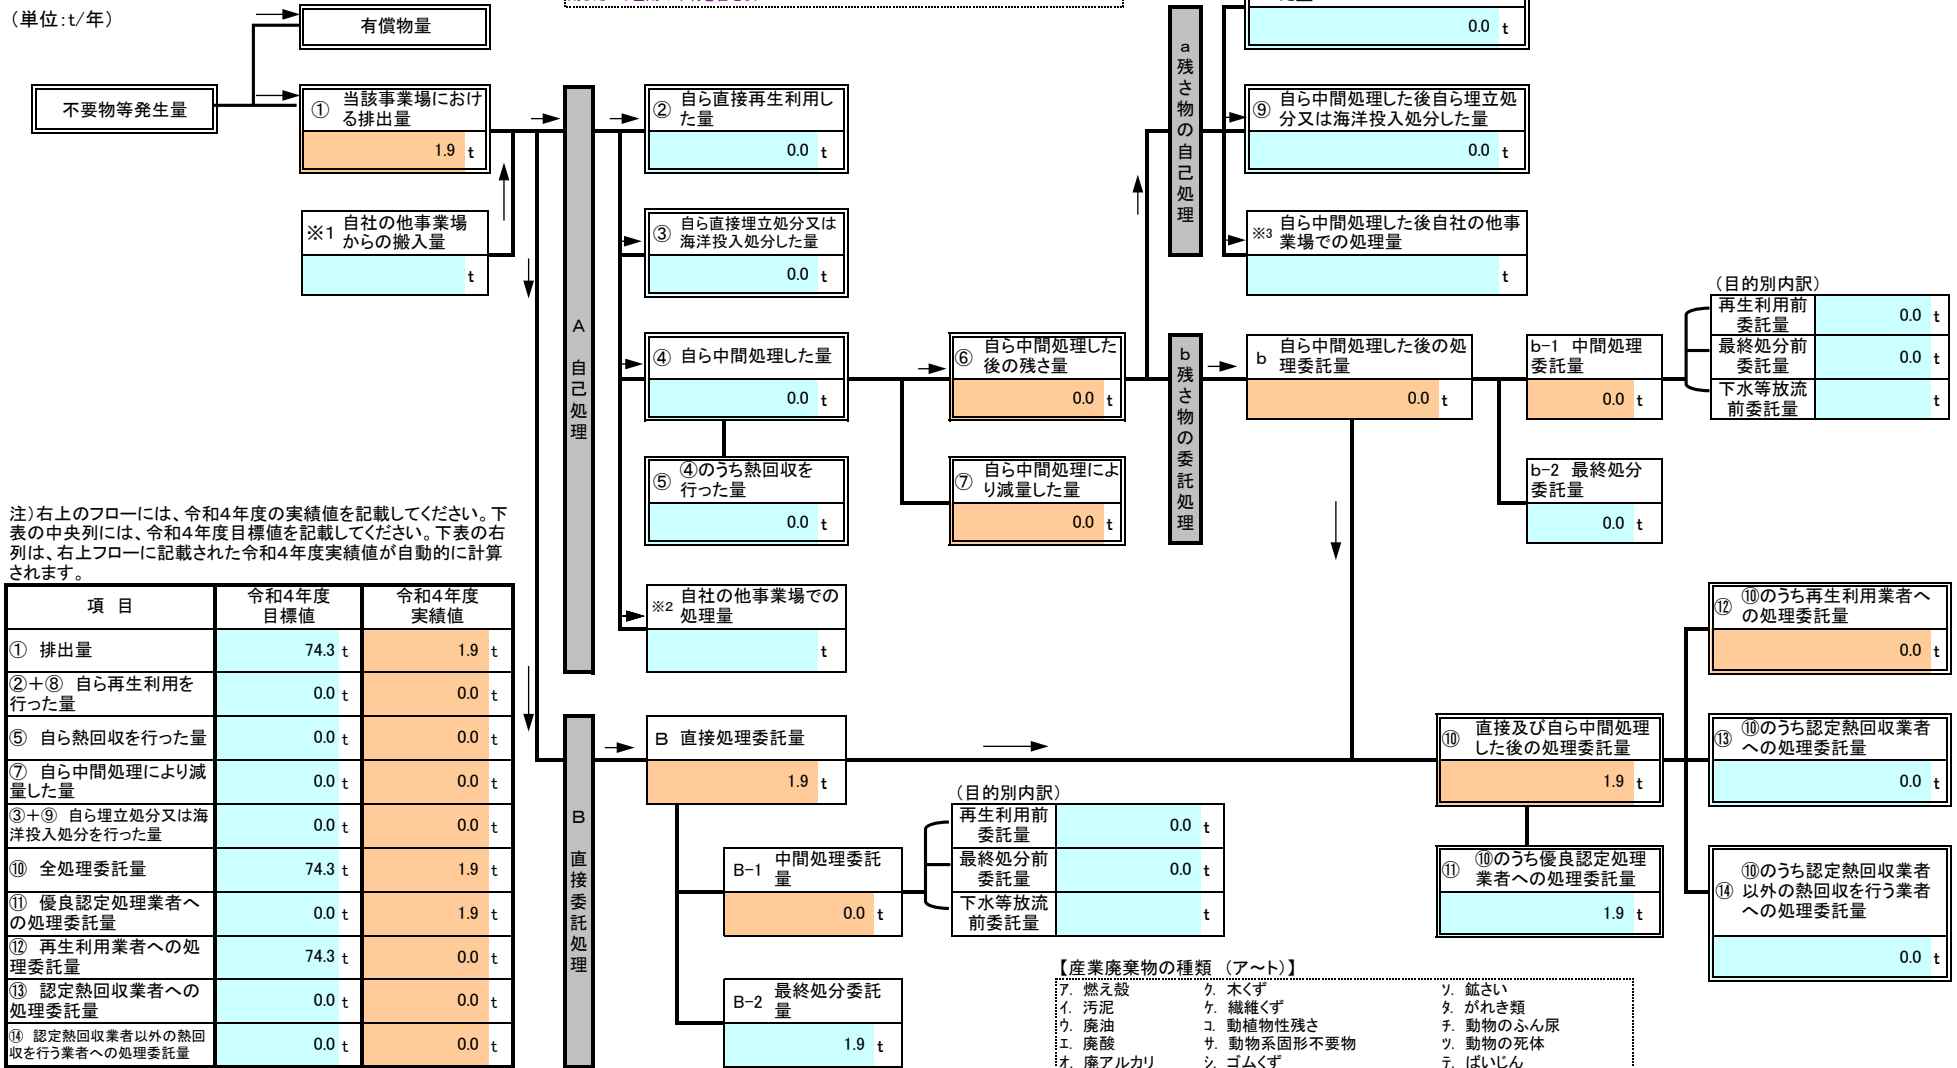 (単位:t/年)
有償物量
不要物等発生量
① 当該事業場におけ
る排出量
1.9 t
※1 自社の他事業場
からの搬入量
t
A 自己処理
② 自ら直接再生利用し
た量
0.0 t
③ 自ら直接埋立処分又は
海洋投入処分した量
0.0 t
④ 自ら中間処理した量
0.0 t
⑤ ④のうち熱回収を
行った量
0.0 t
※2 自社の他事業場での
処理量
t
⑥ 自ら中間処理した
後の残さ量
0.0 t
⑦ 自ら中間処理によ
り減量した量
0.0 t
a 残さ物の自己処理
0.0 t
⑨ 自ら中間処理した後自ら埋立処
分又は海洋投入処分した量
0.0 t
※3 自ら中間処理した後自社の他事
業場での処理量
t
b 残さ物の委託処理
b 自ら中間処理した後の処
理委託量
0.0 t
b-1 中間処理
委託量
0.0 t
b-2 最終処分
委託量
0.0 t
(目的別内訳)
再生利用前
委託量 0.0 t
最終処分前
委託量 0.0 t
下水等放流
前委託量 t
注)右上のフローには、令和4年度の実績値を記載してください。下
表の中央列には、令和4年度目標値を記載してください。下表の右
列は、右上フローに記載された令和4年度実績値が自動的に計算
されます。
項 目 令和4年度
目標値 令和4年度
実績値
① 排出量 74.3 t 1.9 t
②+⑧ 自ら再生利用を
行った量 0.0 t 0.0 t
⑤ 自ら熱回収を行った量 0.0 t 0.0 t
⑦ 自ら中間処理により減
量した量 0.0 t 0.0 t
③+⑨ 自ら埋立処分又は海
洋投入処分を行った量 0.0 t 0.0 t
⑩ 全処理委託量 74.3 t 1.9 t
⑪ 優良認定処理業者へ
の処理委託量 0.0 t 1.9 t
⑫ 再生利用業者への処
理委託量 74.3 t 0.0 t
⑬ 認定熱回収業者への
処理委託量 0.0 t 0.0 t
⑭ 認定熱回収業者以外の熱回
収を行う業者への処理委託量 0.0 t 0.0 t
B 直接委託処理
B 直接処理委託量
1.9 t
B-1 中間処理委託
量
0.0 t
B-2 最終処分委託
量
1.9 t
(目的別内訳)
再生利用前
委託量 0.0 t
最終処分前
委託量 0.0 t
下水等放流
前委託量 t
⑩ 直接及び自ら中間処理
した後の処理委託量
1.9 t
⑪ ⑩のうち優良認定処理
業者への処理委託量
1.9 t
⑫ ⑩のうち再生利用業者へ
の処理委託量
0.0 t
⑬ ⑩のうち認定熱回収業者
への処理委託量
0.0 t
⑭ ⑩のうち認定熱回収業者
以外の熱回収を行う業者
への処理委託量
0.0 t
【産業廃棄物の種類 (ア~ト)】
ア. 燃え殻 ク. 木くず ソ. 鉱さい
イ. 汚泥 ケ. 繊維くず タ. がれき類
ウ. 廃油 コ. 動植物性残さ チ. 動物のふん尿
エ. 廃酸 サ. 動物系固形不要物 ツ. 動物の死体
オ. 廃アルカリ シ. ゴムくず テ. ばいじん